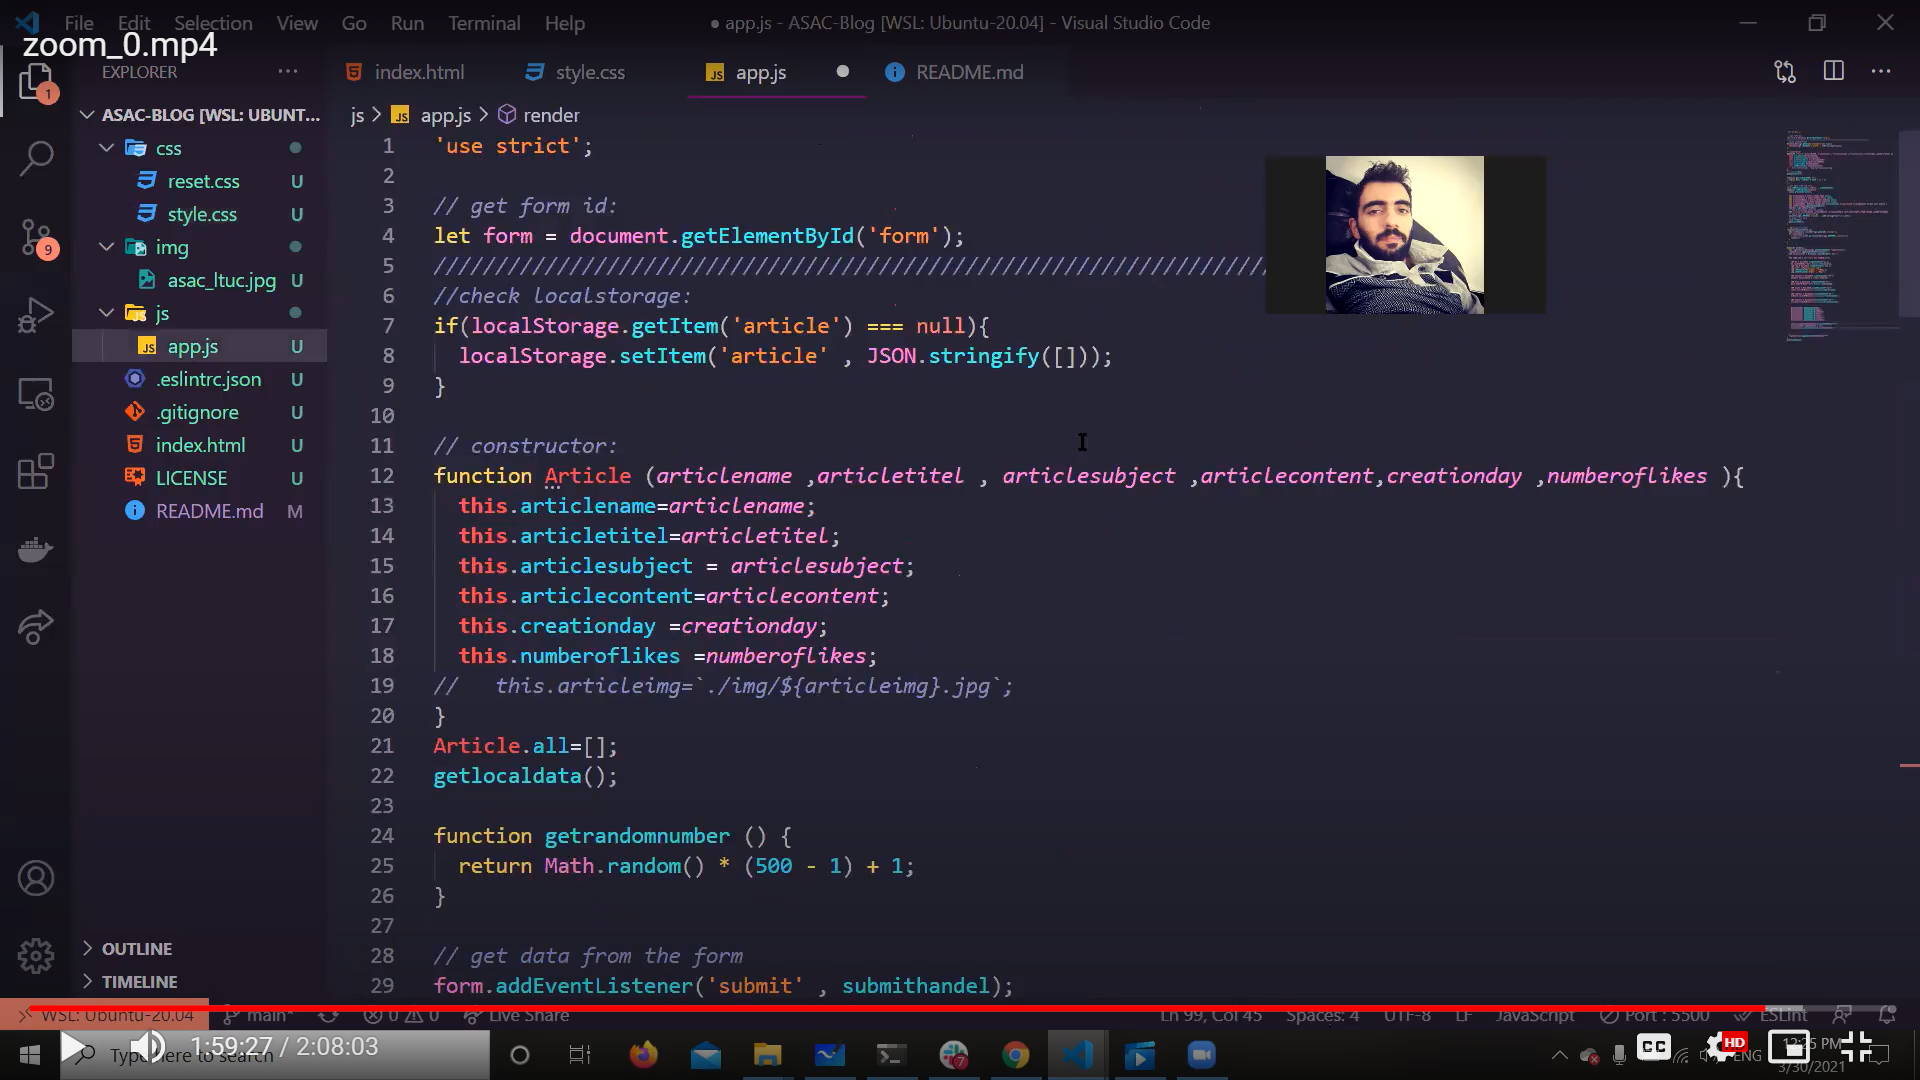 File Edit Selection View Go Run Terminal Help
● app.js - ASAC-Blog [WSL: Ubuntu-20.04] - Visual Studio Code
zoom_0.mp4
EXPLORER
index.html
style.css
app.js
README.md
1
ASAC-BLOG [WSL: UBUNT...
js > JS app.js > render
css
reset.css U
style.css U
img
asac_ltuc.jpg U
js
app.js U
.eslintrc.json U
.gitignore U
index.html U
LICENSE U
README.md M
9
1 'use strict';
2
3 // get form id:
4 let form = document.getElementById('form');
5 ////////////////////////////////////////////////////////////////////
6 //check localstorage:
7 if(localStorage.getItem('article') === null){
8 localStorage.setItem('article' , JSON.stringify([]));
9 }
10
11 // constructor:
12 function Article (articlename ,articletitel , articlesubject ,articlecontent,creationday ,numberoflikes ){
13 this.articlename=articlename;
14 this.articletitel=articletitel;
15 this.articlesubject = articlesubject;
16 this.articlecontent=articlecontent;
17 this.creationday =creationday;
18 this.numberoflikes =numberoflikes;
19 //   this.articleimg=`./img/${articleimg}.jpg`;
20 }
21 Article.all=[];
22 getlocaldata();
23
24 function getrandomnumber () {
25 return Math.random() * (500 - 1) + 1;
26 }
27
28 // get data from the form
29 form.addEventListener('submit' , submithandel);
OUTLINE
TIMELINE
WSL: Ubuntu-20.04 main* 0 0 Live Share
Ln 99, Col 45 Spaces: 4 UTF-8 LF JavaScript Port : 5500 ESLint
Type here to search
1:59:27 / 2:08:03
CC HD ENG
12:25 PM
3/30/2021